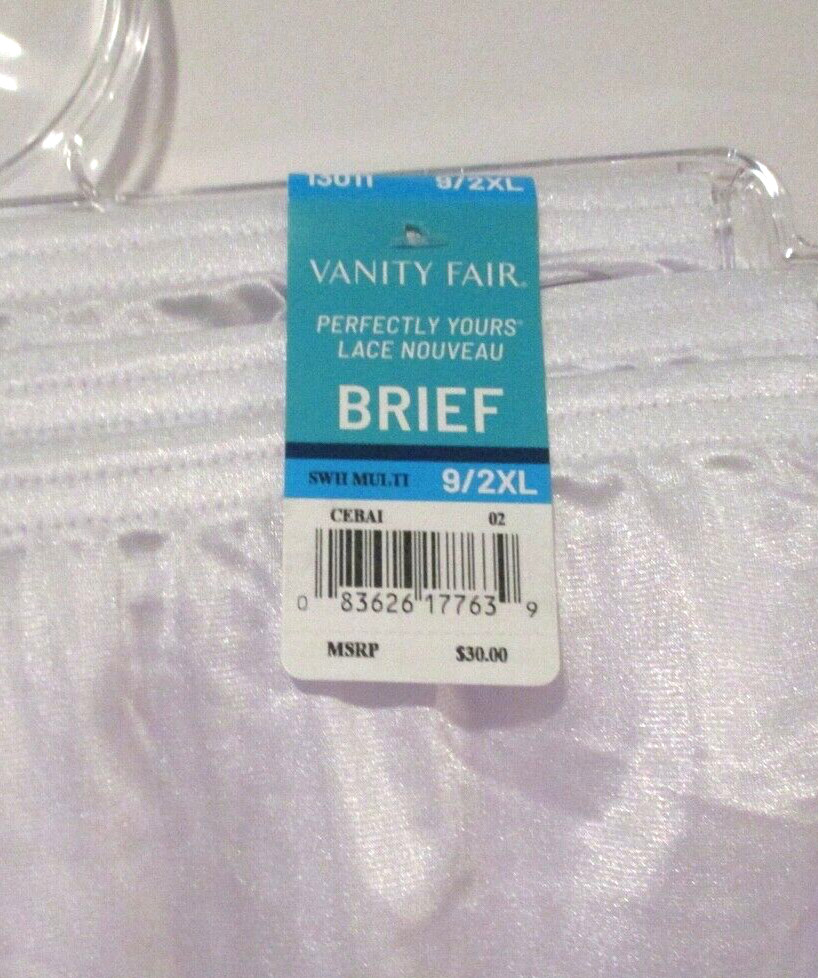 13011 9/2XL
VANITY FAIR®
PERFECTLY YOURS®
LACE NOUVEAU
BRIEF
SWH MULTI 9/2XL
CEBAI 02
0 83626 17763 9
MSRP $30.00